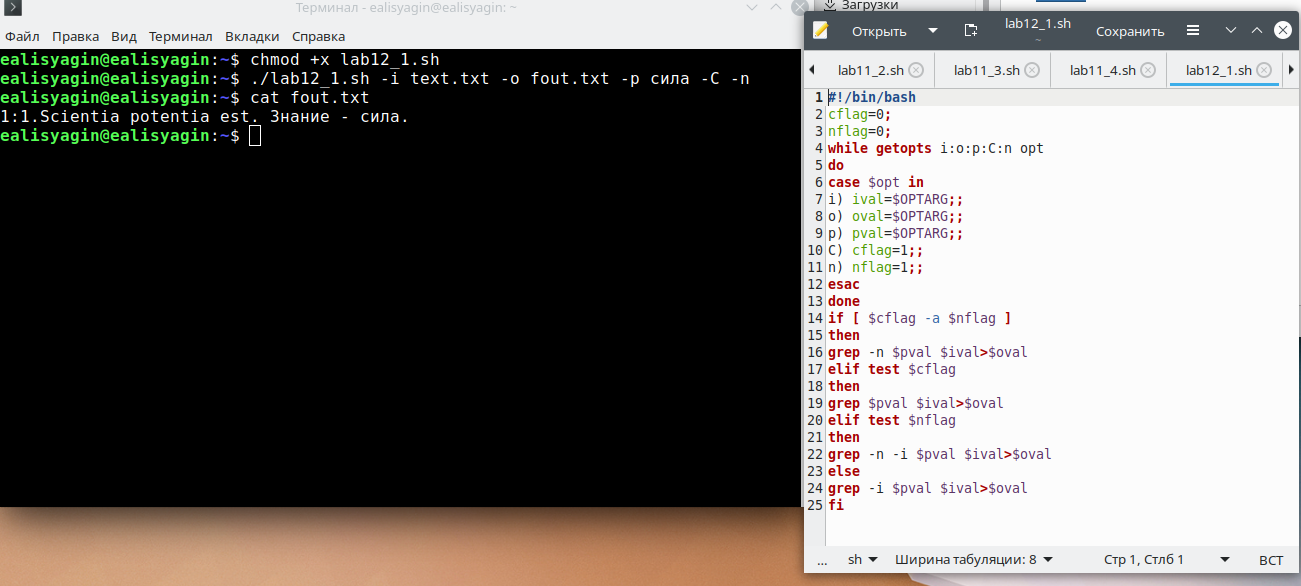 Терминал - ealisyagin@ealisyagin: ~
Файл Правка Вид Терминал Вкладки Справка
ealisyagin@ealisyagin:~$ chmod +x lab12_1.sh
ealisyagin@ealisyagin:~$ ./lab12_1.sh -i text.txt -o fout.txt -p сила -C -n
ealisyagin@ealisyagin:~$ cat fout.txt
1:1.Scientia potentia est. Знание - сила.
ealisyagin@ealisyagin:~$
Загрузки
Открыть
lab12_1.sh
~
Сохранить
lab11_2.sh lab11_3.sh lab11_4.sh lab12_1.sh
1 #!/bin/bash
2 cflag=0;
3 nflag=0;
4 while getopts i:o:p:C:n opt
5 do
6 case $opt in
7 i) ival=$OPTARG;;
8 o) oval=$OPTARG;;
9 p) pval=$OPTARG;;
10 C) cflag=1;;
11 n) nflag=1;;
12 esac
13 done
14 if [ $cflag -a $nflag ]
15 then
16 grep -n $pval $ival>$oval
17 elif test $cflag
18 then
19 grep $pval $ival>$oval
20 elif test $nflag
21 then
22 grep -n -i $pval $ival>$oval
23 else
24 grep -i $pval $ival>$oval
25 fi
... sh Ширина табуляции: 8 Стр 1, Стлб 1 ВСТ